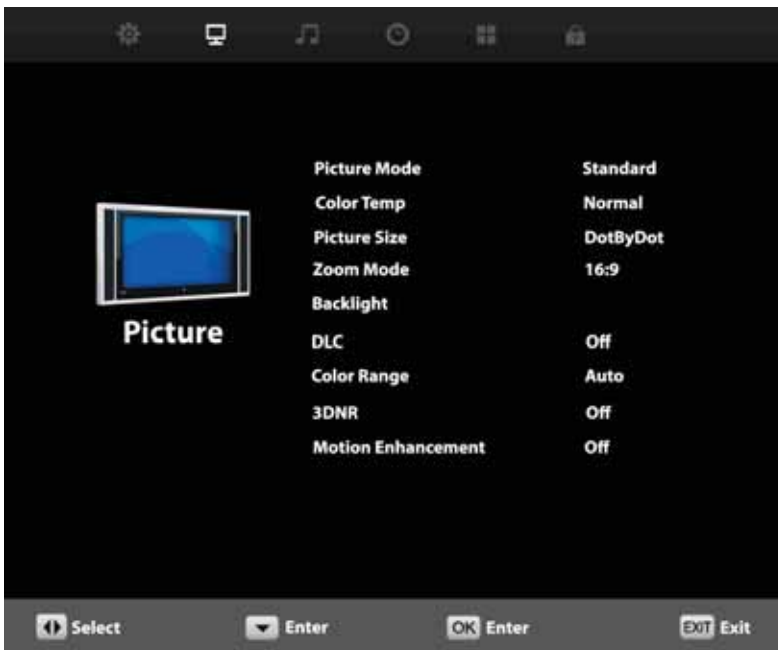 Picture Mode Standard
Color Temp Normal
Picture Size DotByDot
Zoom Mode 16:9
Backlight
Picture
DLC Off
Color Range Auto
3DNR Off
Motion Enhancement Off
Select Enter OK Enter EXIT Exit